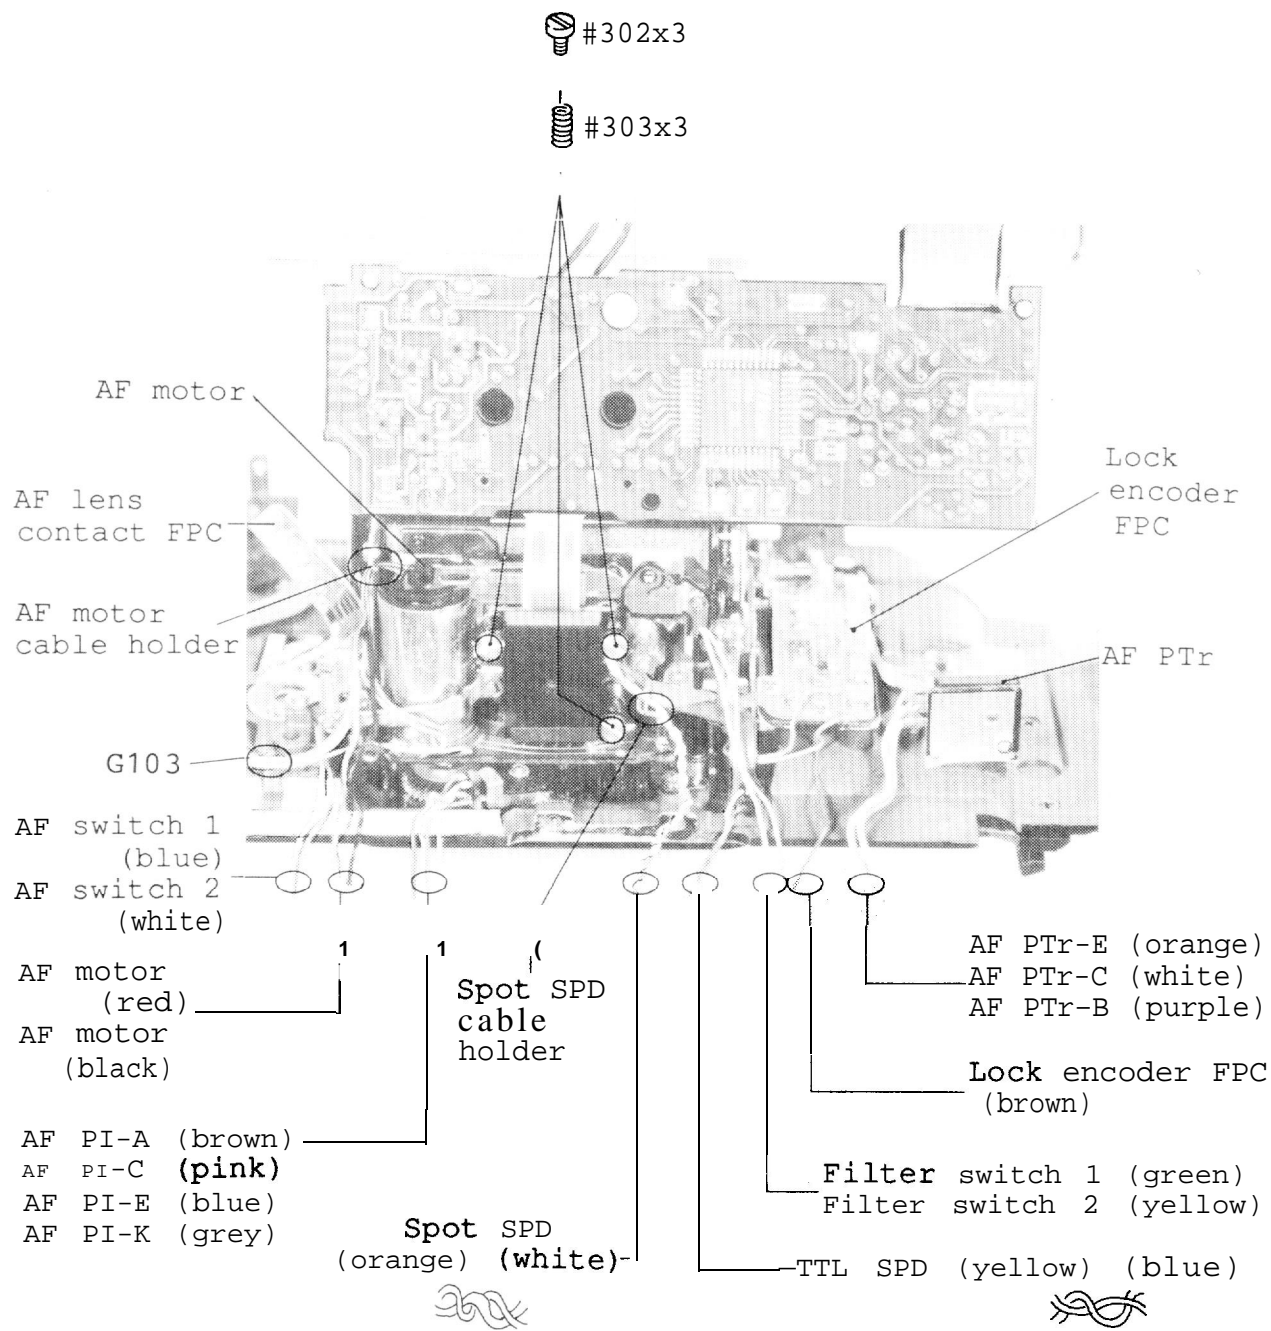 #302x3
#303x3
AF motor
AF lens
contact FPC
AF motor
cable holder
G103
AF switch 1
(blue)
AF switch 2
(white)
AF motor
(red)
AF motor
(black)
AF PI-A (brown)
AF PI-C (pink)
AF PI-E (blue)
AF PI-K (grey)
Spot SPD
cable
holder
Spot SPD
(orange) (white)
Lock
encoder
FPC
AF PTr
AF PTr-E (orange)
AF PTr-C (white)
AF PTr-B (purple)
Lock encoder FPC
(brown)
Filter switch 1 (green)
Filter switch 2 (yellow)
TTL SPD (yellow) (blue)